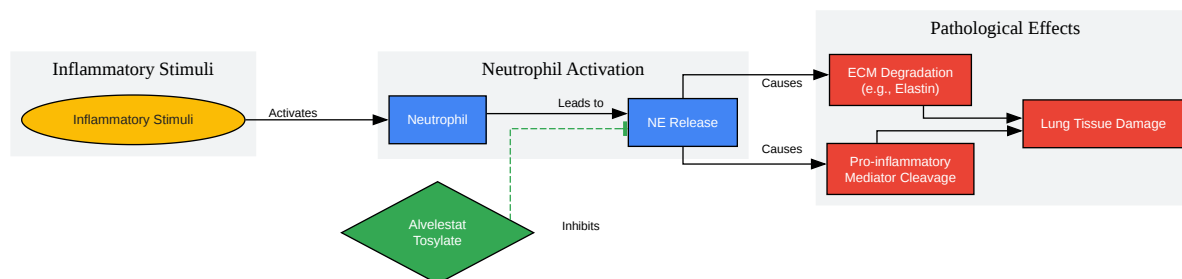 Pathological Effects
Inflammatory Stimuli
Neutrophil Activation
Inflammatory Stimuli
Activates
Neutrophil
Leads to
NE Release
Causes
Causes
ECM Degradation
(e.g., Elastin)
Pro-inflammatory
Mediator Cleavage
Lung Tissue Damage
Alvelestat
Tosylate
Inhibits